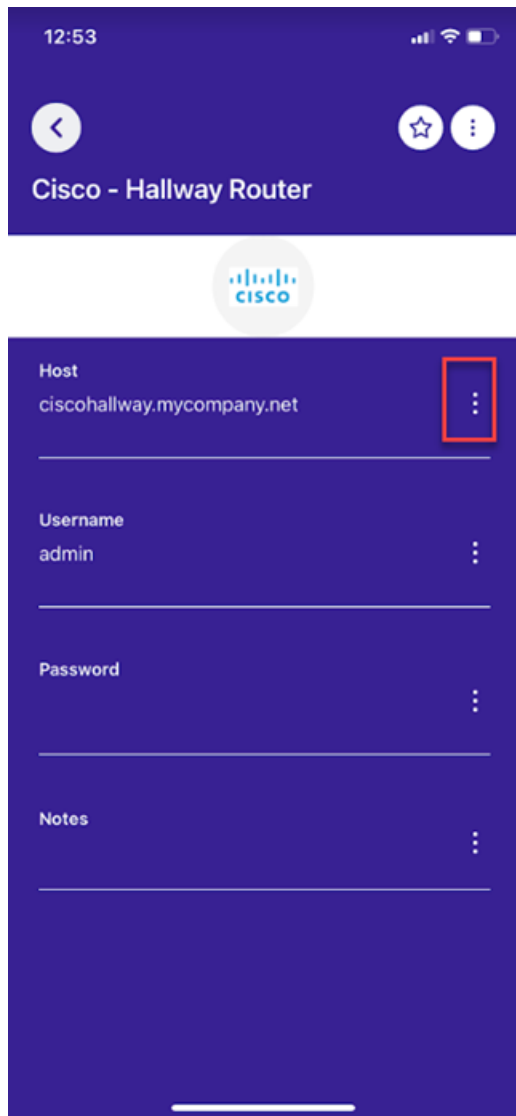 12:53
Cisco - Hallway Router
CISCO
Host
ciscohallway.mycompany.net
Username
admin
Password
Notes